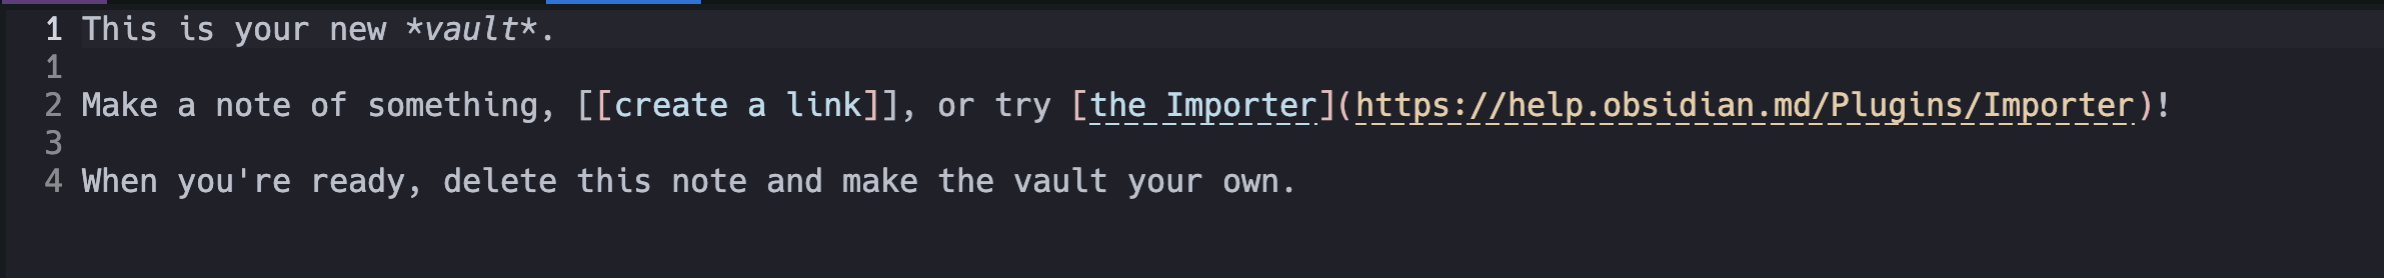 1 This is your new *vault*.
1
2 Make a note of something, [[create a link]], or try [the Importer](https://help.obsidian.md/Plugins/Importer)!
3
4 When you're ready, delete this note and make the vault your own.